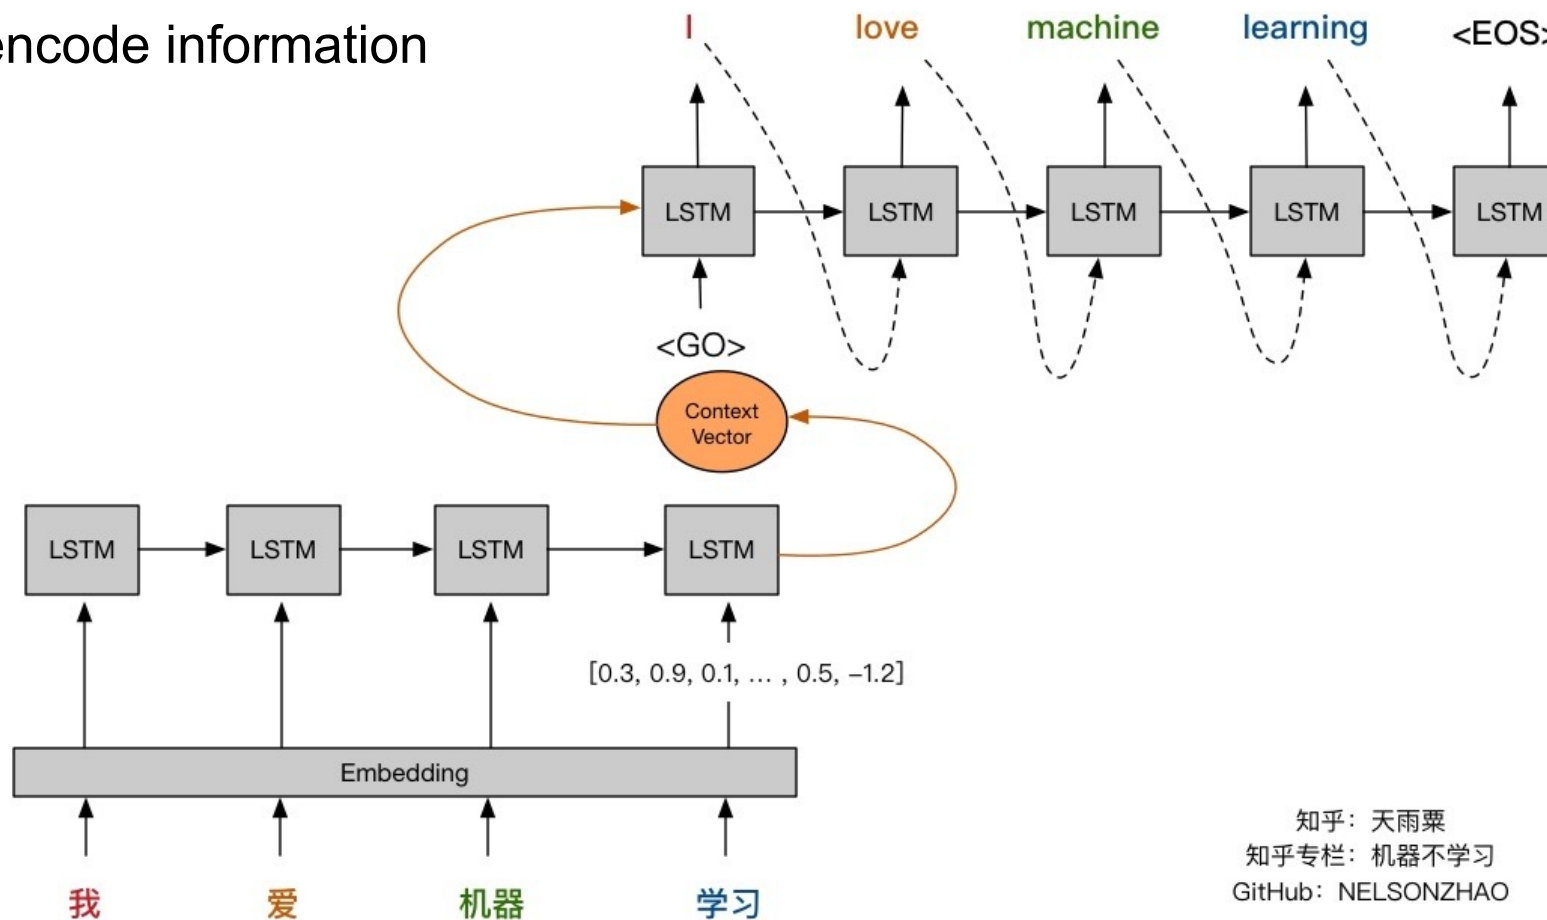 encode information
I love machine learning <EOS>
LSTM LSTM LSTM LSTM LSTM
<GO>
Context
Vector
LSTM LSTM LSTM LSTM
[0.3, 0.9, 0.1, ... , 0.5, –1.2]
Embedding
我 爱 机器 学习
知乎：天雨粟
知乎专栏：机器不学习
GitHub：NELSONZHAO